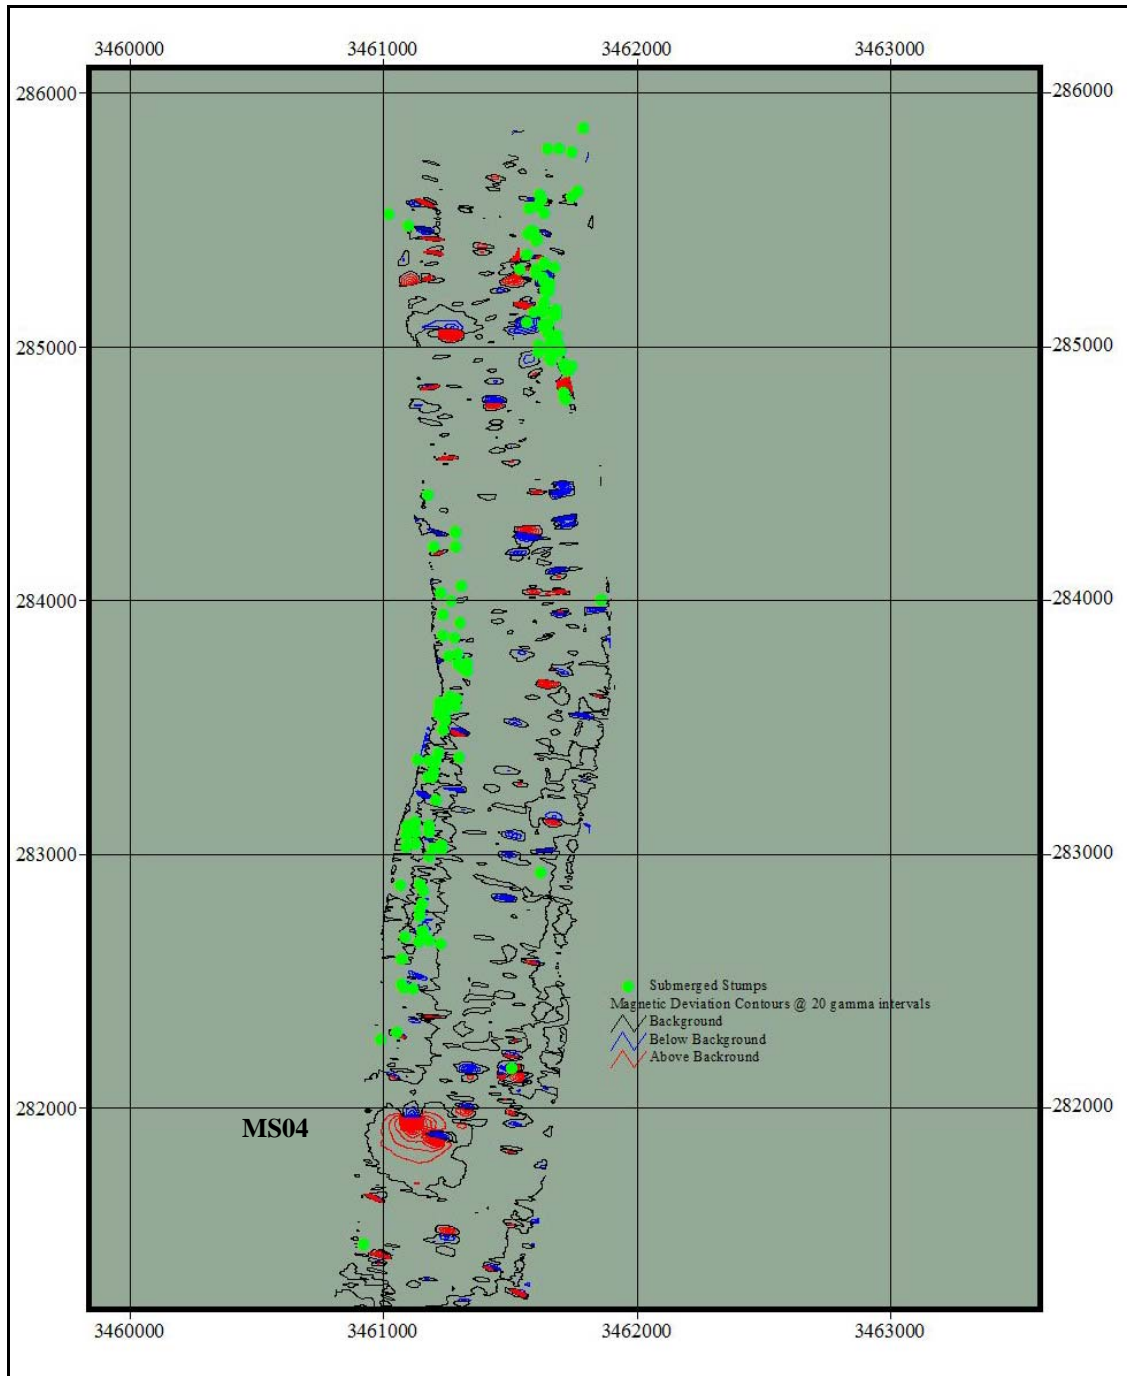 3460000 3461000 3462000 3463000
286000 286000
285000 285000
284000 284000
283000 283000
Submerged Stumps
Magnetic Deviation Contours @ 20 gamma intervals
Background
Below Background
Above Backround
282000 282000
MS04
3460000 3461000 3462000 3463000